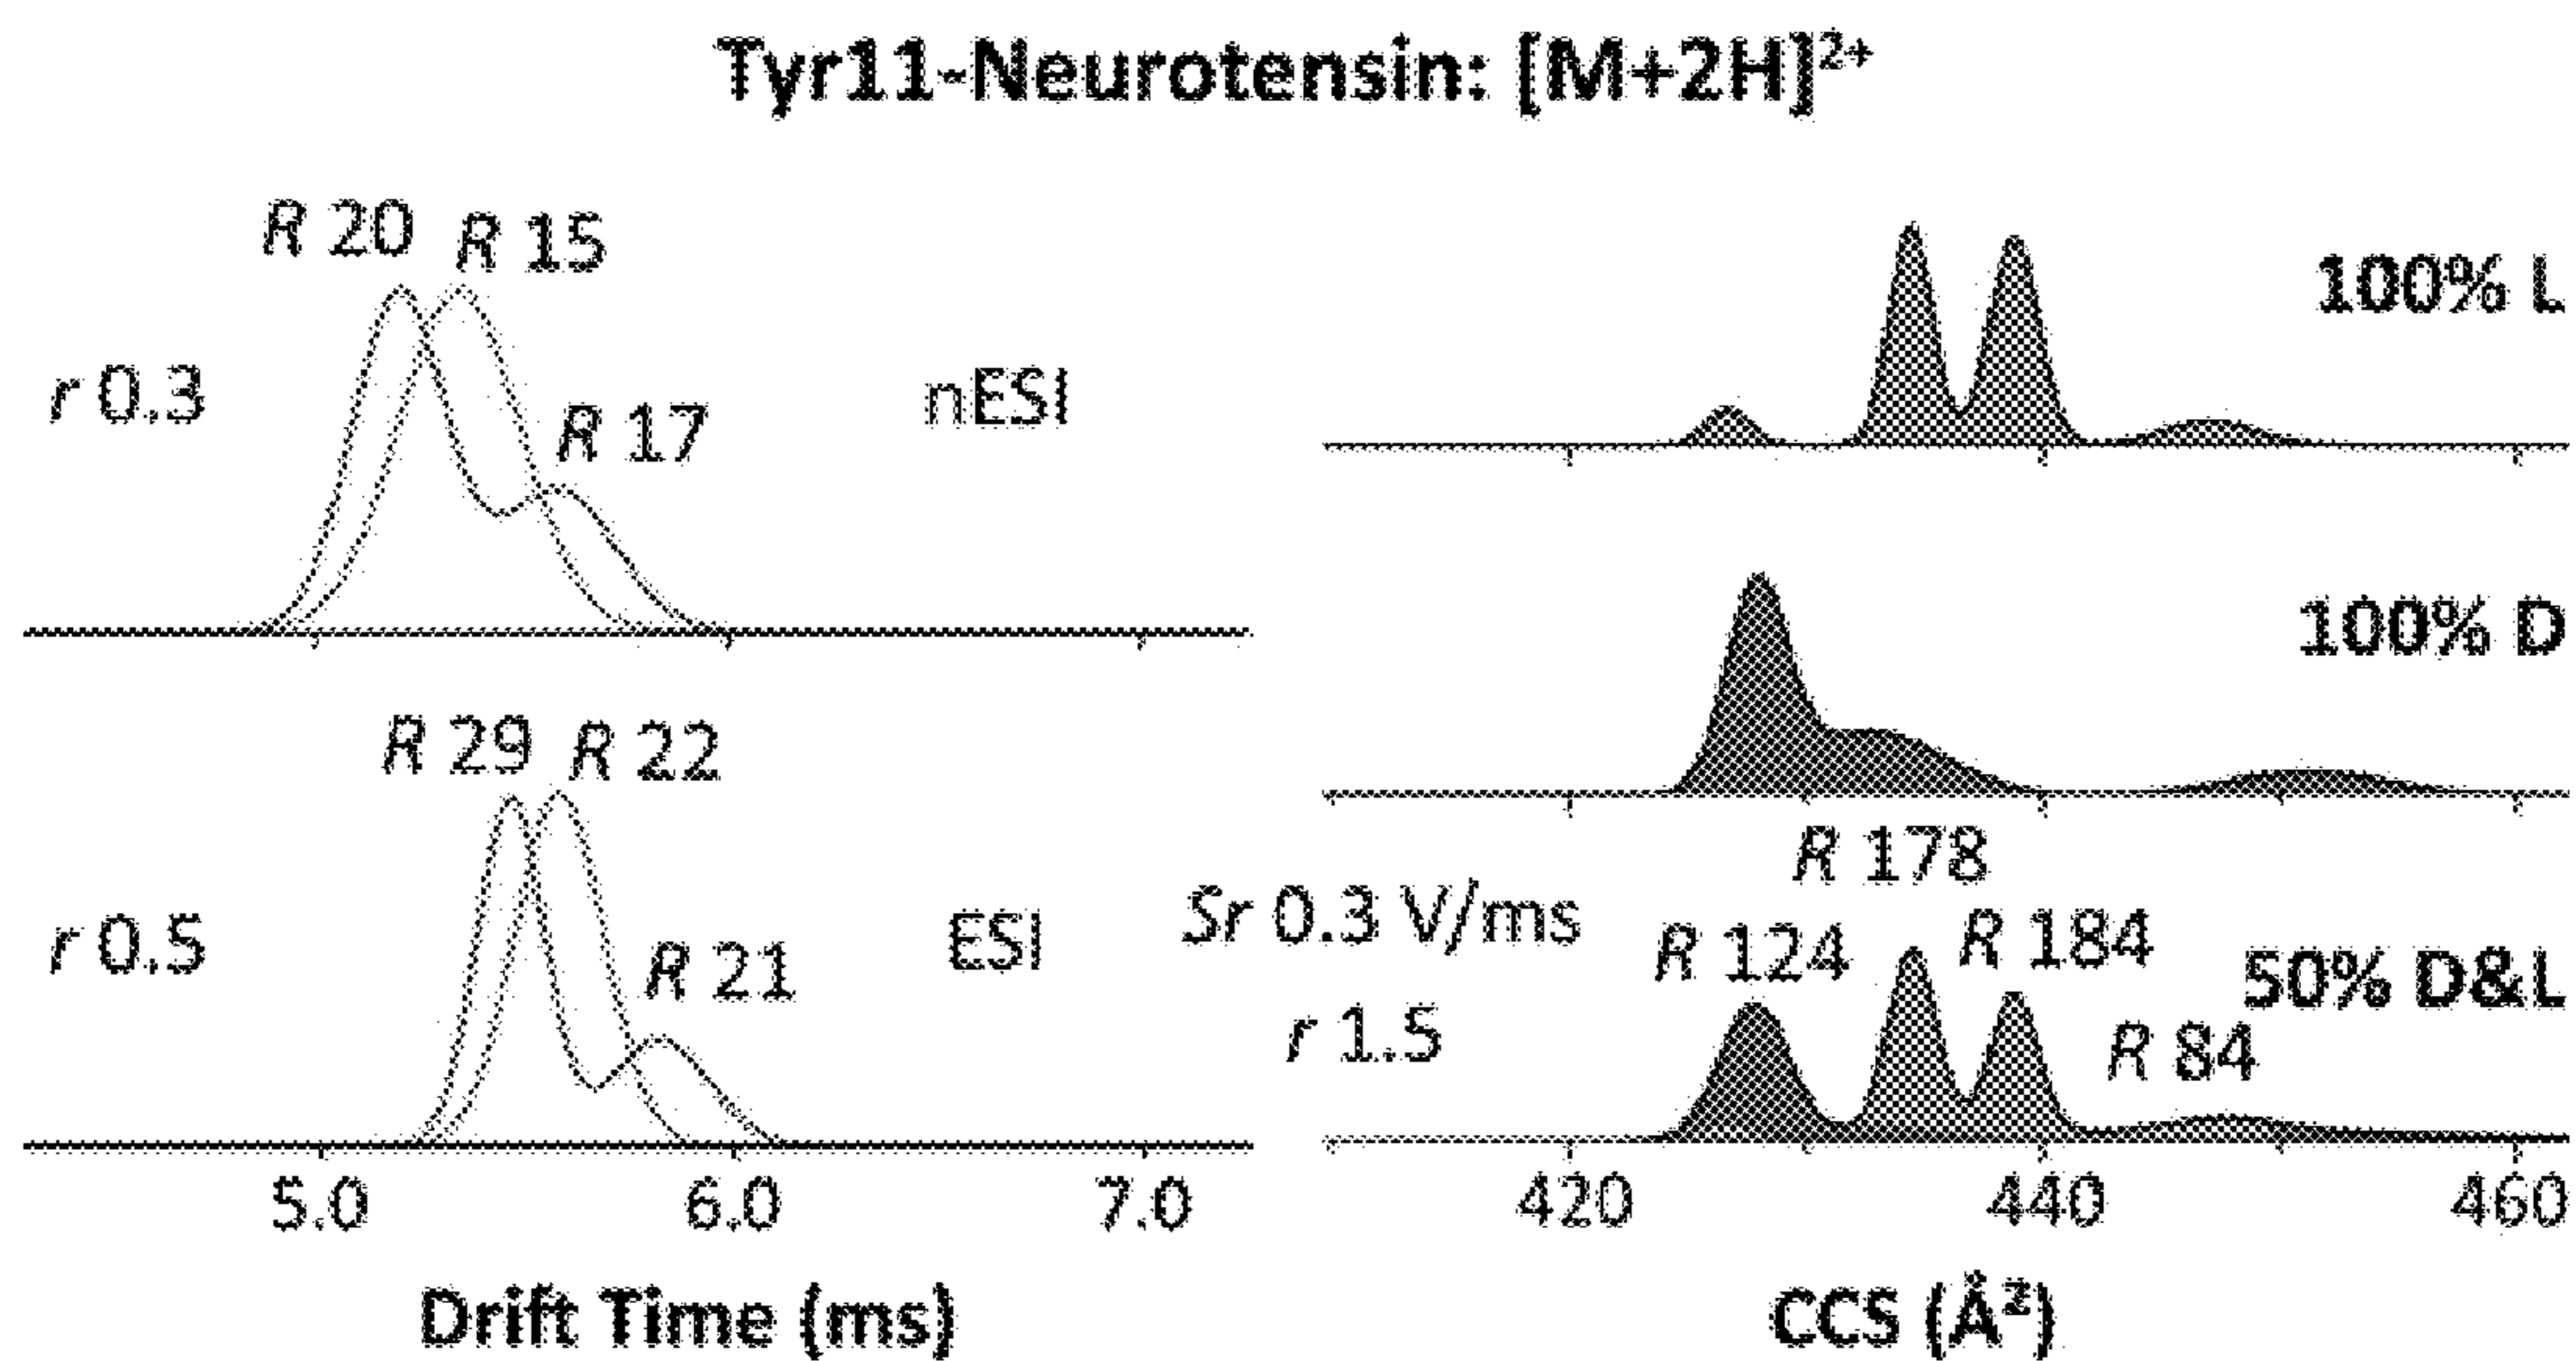 Tyr11-Neurotensin: [M+2H]²⁺
R 20
R 15
r 0.3
R 17
nESI
R 29
R 22
r 0.5
R 21
ESI
5.0 6.0 7.0
Drift Time (ms)
100% L
100% D
R 178
Sr 0.3 V/ms
R 124
R 184
50% D&L
r 1.5
R 84
420 440 460
CCS (Å²)